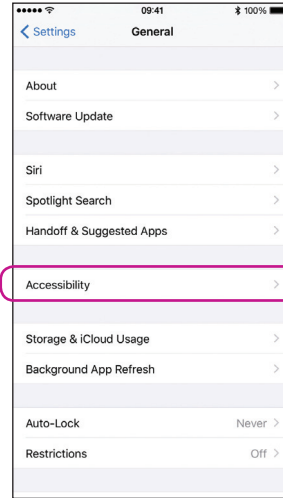 09:41
100%
Settings
General
About
Software Update
Siri
Spotlight Search
Handoff & Suggested Apps
Accessibility
Storage & iCloud Usage
Background App Refresh
Auto-Lock Never
Restrictions Off